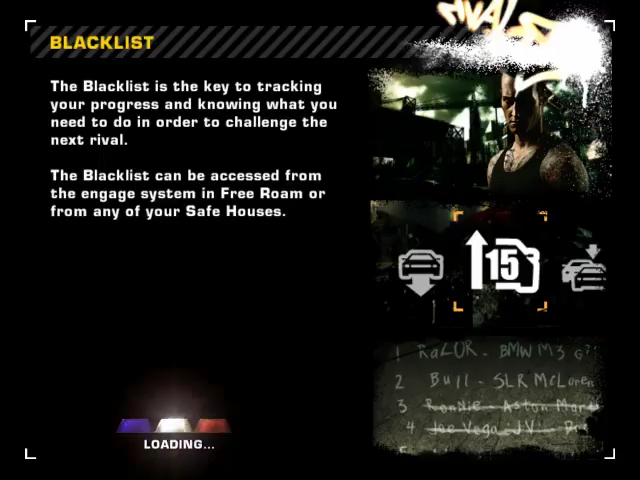 BLACKLIST
The Blacklist is the key to tracking
your progress and knowing what you
need to do in order to challenge the
next rival.
The Blacklist can be accessed from
the engage system in Free Roam or
from any of your Safe Houses.
15
1 RaZOR - BMW M3 G
2 Bull - SLR McLaren
3 Ronnie - Aston Mar
4 Joe Vega - JV
LOADING...